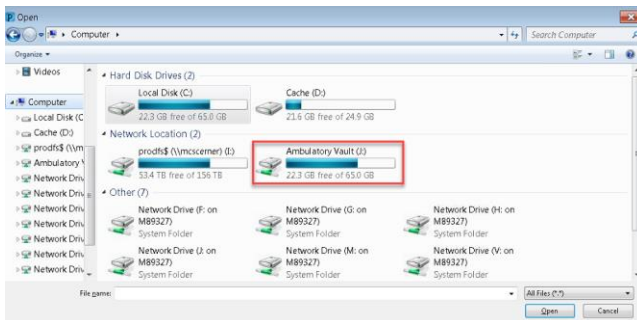 Open
Computer
Search Computer
Organize
Videos
Computer
Local Disk (C
Cache (D:)
prodfs$ (\\m
Ambulatory V
Network Driv
Network Driv
Network Driv
Network Driv
Network Driv
Hard Disk Drives (2)
Local Disk (C:)
22.3 GB free of 65.0 GB
Cache (D:)
21.6 GB free of 24.9 GB
Network Location (2)
prodfs$ (\\mcscerner) (I:)
53.4 TB free of 156 TB
Ambulatory Vault (J:)
22.3 GB free of 65.0 GB
Other (7)
Network Drive (F: on
M89327)
System Folder
Network Drive (G: on
M89327)
System Folder
Network Drive (H: on
M89327)
System Folder
Network Drive (J: on
M89327)
System Folder
Network Drive (M: on
M89327)
System Folder
Network Drive (V: on
M89327)
System Folder
File name:
All Files (*.*)
Open
Cancel